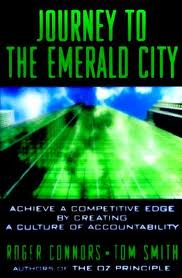 JOURNEY TO
THE EMERALD CITY
ACHIEVE A COMPETITIVE EDGE
BY CREATING
A CULTURE OF ACCOUNTABILITY
ROGER CONNORS • TOM SMITH
AUTHORS OF THE OZ PRINCIPLE